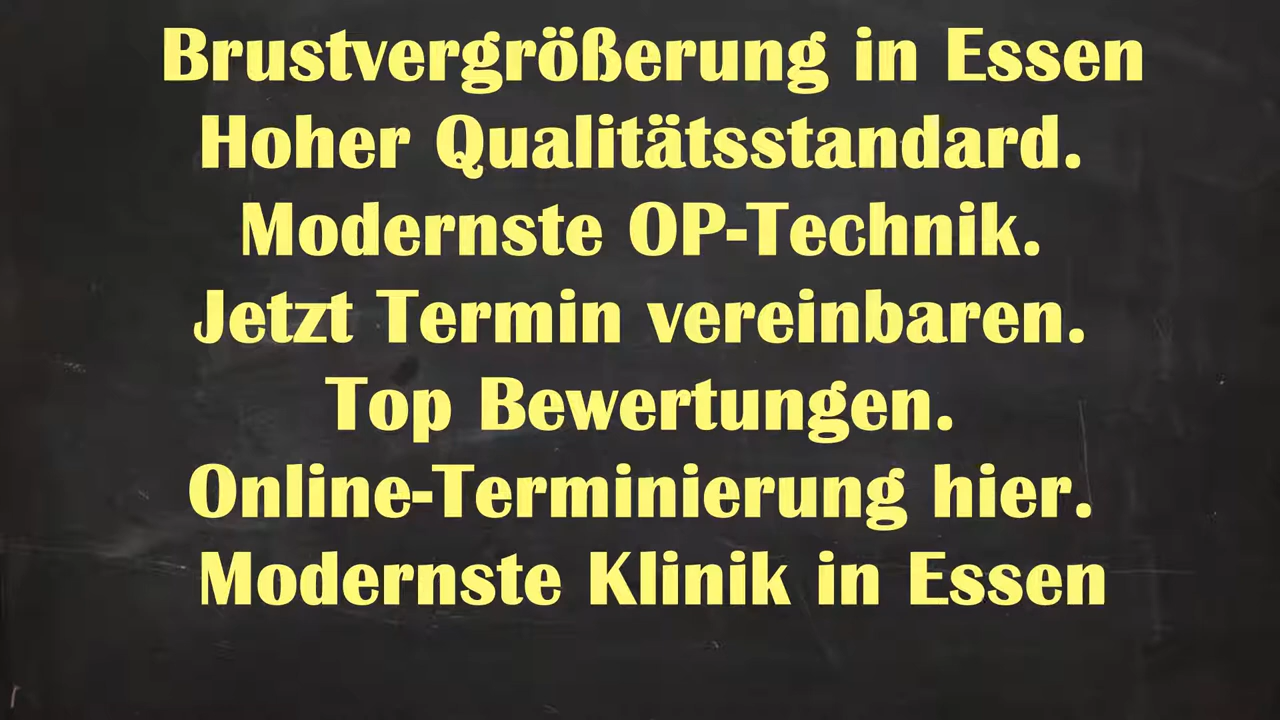 Brustvergrößerung in Essen
Hoher Qualitätsstandard.
Modernste OP-Technik.
Jetzt Termin vereinbaren.
Top Bewertungen.
Online-Terminierung hier.
Modernste Klinik in Essen